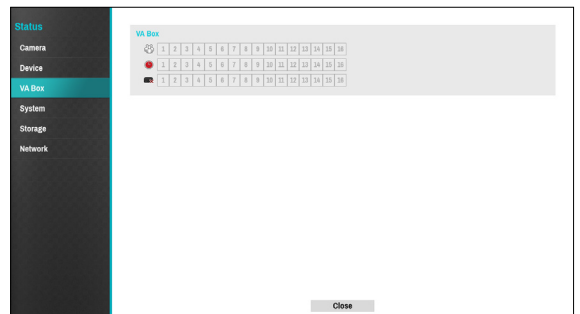 Status
Camera
Device
VA Box
System
Storage
Network
VA Box
1 2 3 4 5 6 7 8 9 10 11 12 13 14 15 16
1 2 3 4 5 6 7 8 9 10 11 12 13 14 15 16
1 2 3 4 5 6 7 8 9 10 11 12 13 14 15 16
Close